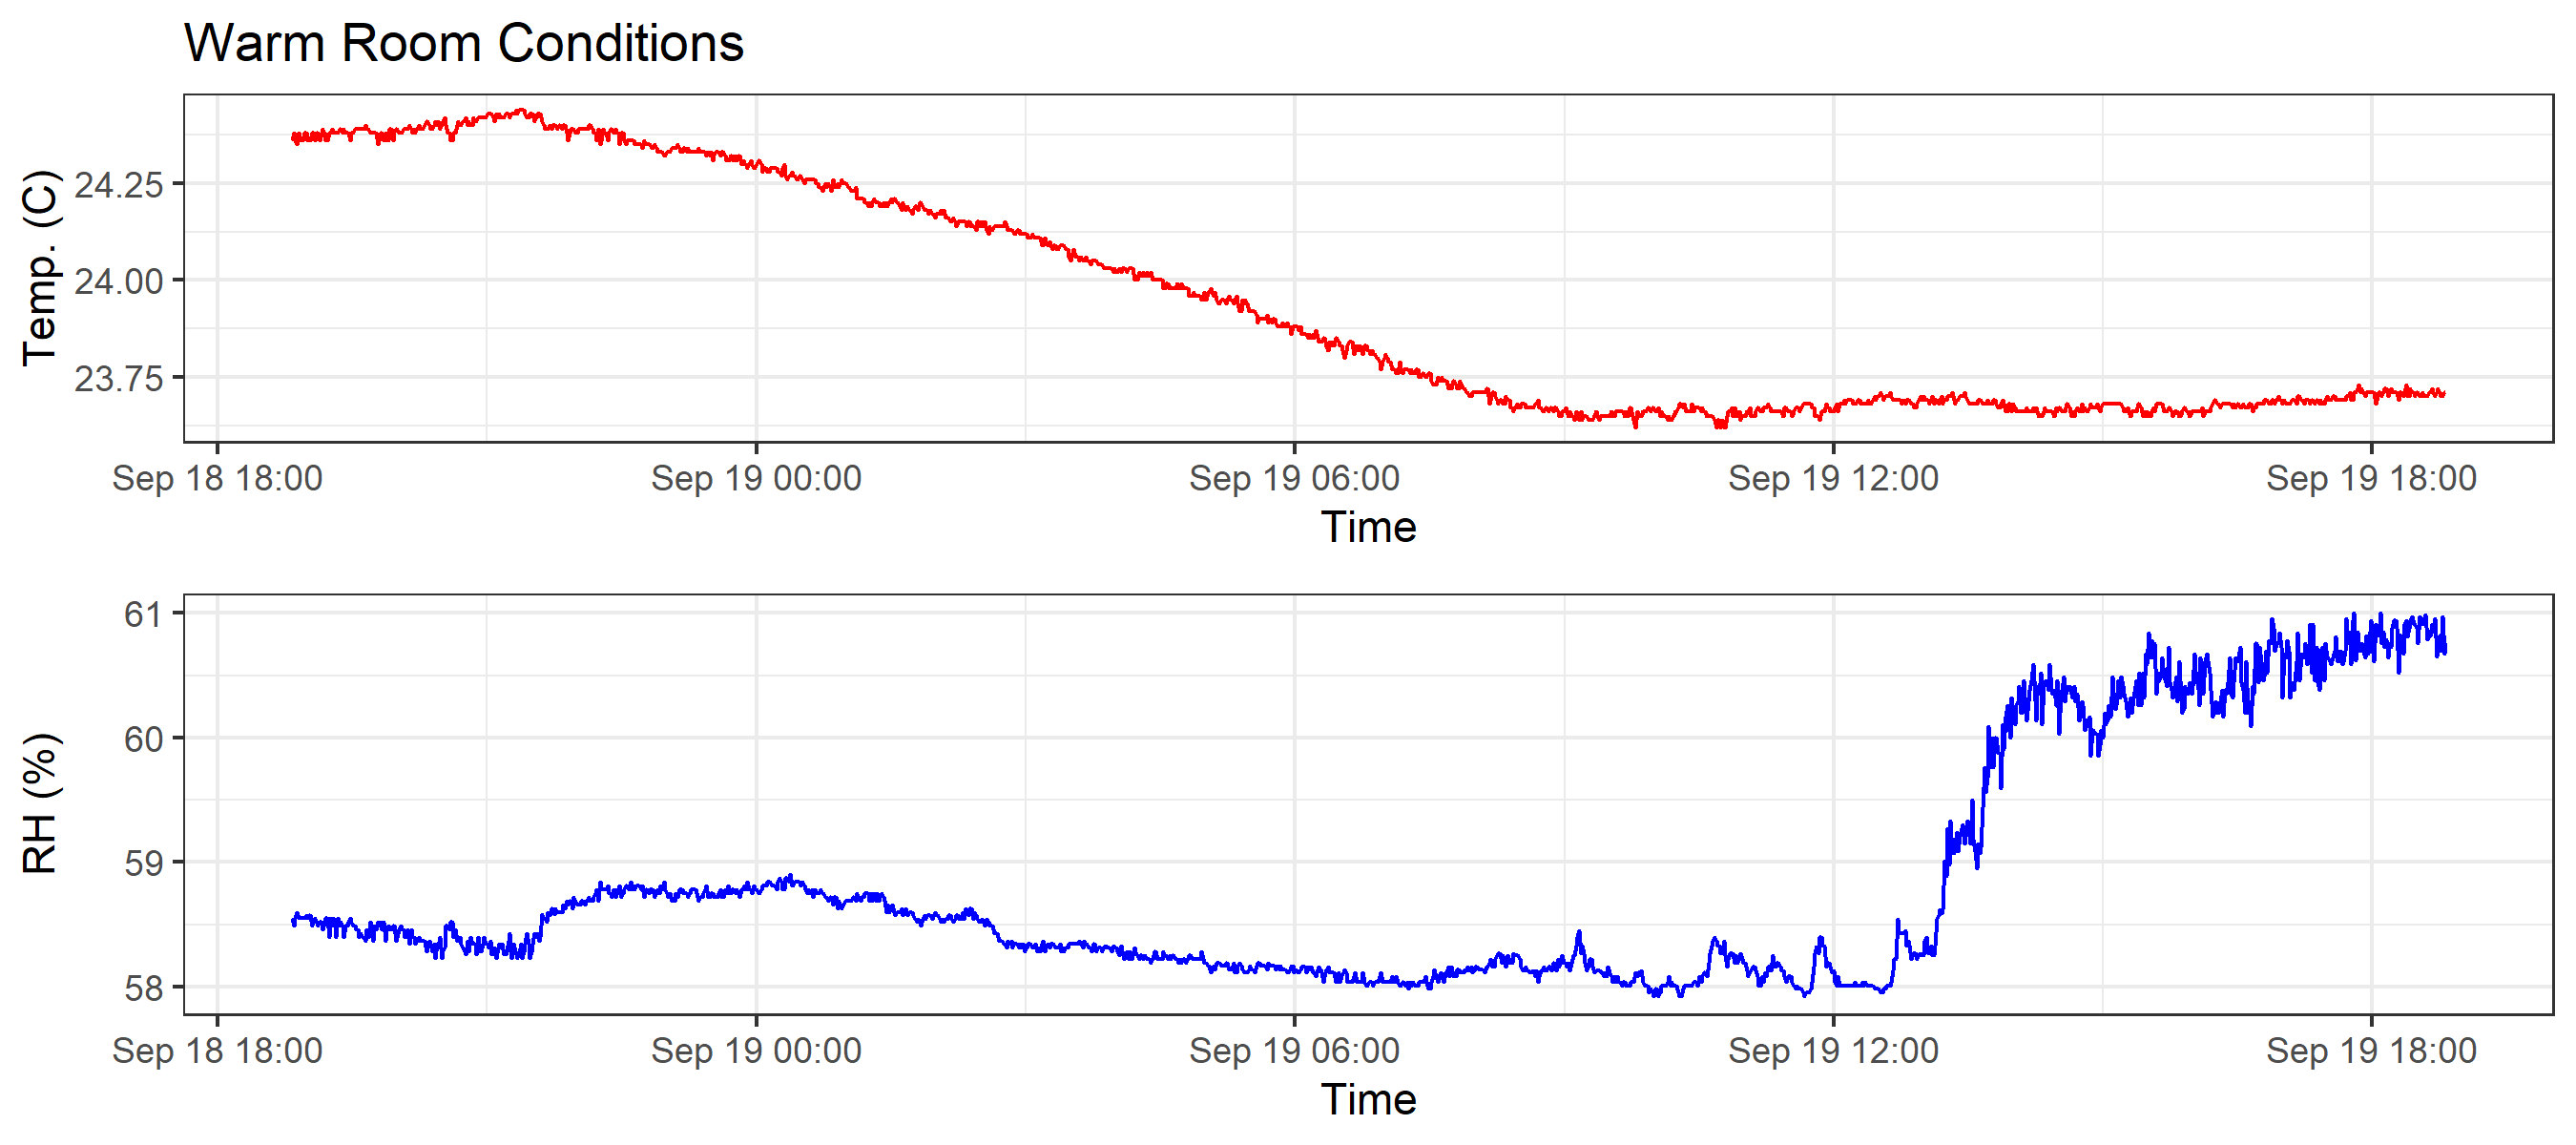 Warm Room Conditions
Temp. (C)
24.25
24.00
23.75
Sep 18 18:00 Sep 19 00:00 Sep 19 06:00 Sep 19 12:00 Sep 19 18:00
Time
RH (%)
61
60
59
58
Sep 18 18:00 Sep 19 00:00 Sep 19 06:00 Sep 19 12:00 Sep 19 18:00
Time